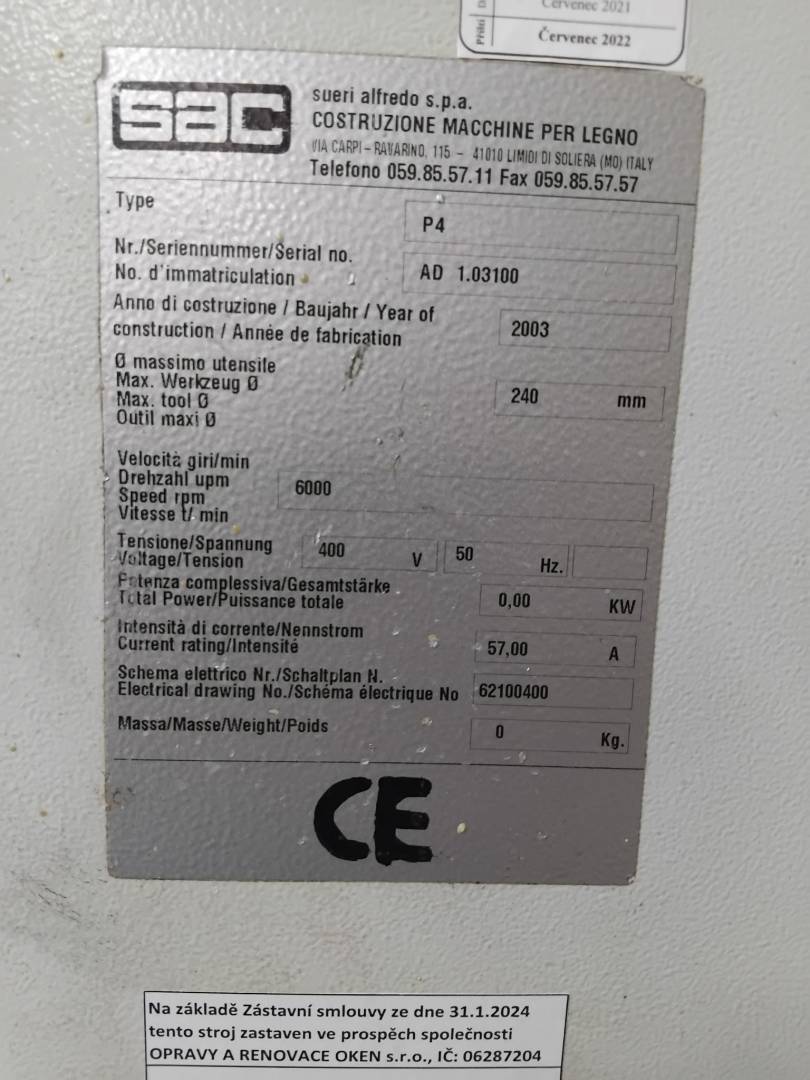 Červenec 2021
Červenec 2022
sac
sueri alfredo s.p.a.
COSTRUZIONE MACCHINE PER LEGNO
VIA CARPI – RAVARINO, 115 – 41010 LIMIDI DI SOLIERA (MO) ITALY
Telefono 059.85.57.11 Fax 059.85.57.57
Type
P4
Nr./Seriennummer/Serial no.
No. d'immatriculation
AD 1.03100
Anno di costruzione / Baujahr / Year of
construction / Année de fabrication
2003
Ø massimo utensile
Max. Werkzeug Ø
Max. tool Ø
Outil maxi Ø
240 mm
Velocità giri/min
Drehzahl upm
Speed rpm
Vitesse t/ min
6000
Tensione/Spannung
Voltage/Tension
400 V 50 Hz.
Potenza complessiva/Gesamtstärke
Total Power/Puissance totale
0,00 KW
Intensità di corrente/Nennstrom
Current rating/Intensité
57,00 A
Schema elettrico Nr./Schaltplan N.
Electrical drawing No./Schéma électrique No
62100400
Massa/Masse/Weight/Poids
0 Kg.
CE
Na základě Zástavní smlouvy ze dne 31.1.2024
tento stroj zastaven ve prospěch společnosti
OPRAVY A RENOVACE OKEN s.r.o., IČ: 06287204